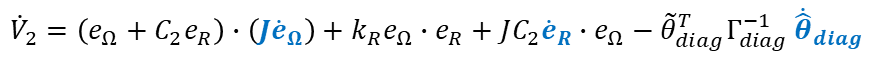 V̇₂ = (e_Ω + C₂e_R) · (Jė_Ω) + k_R e_Ω · e_R + JC₂ė_R · e_Ω − θ̃ᵀ_diag Γ⁻¹_diag θ̂̇_diag